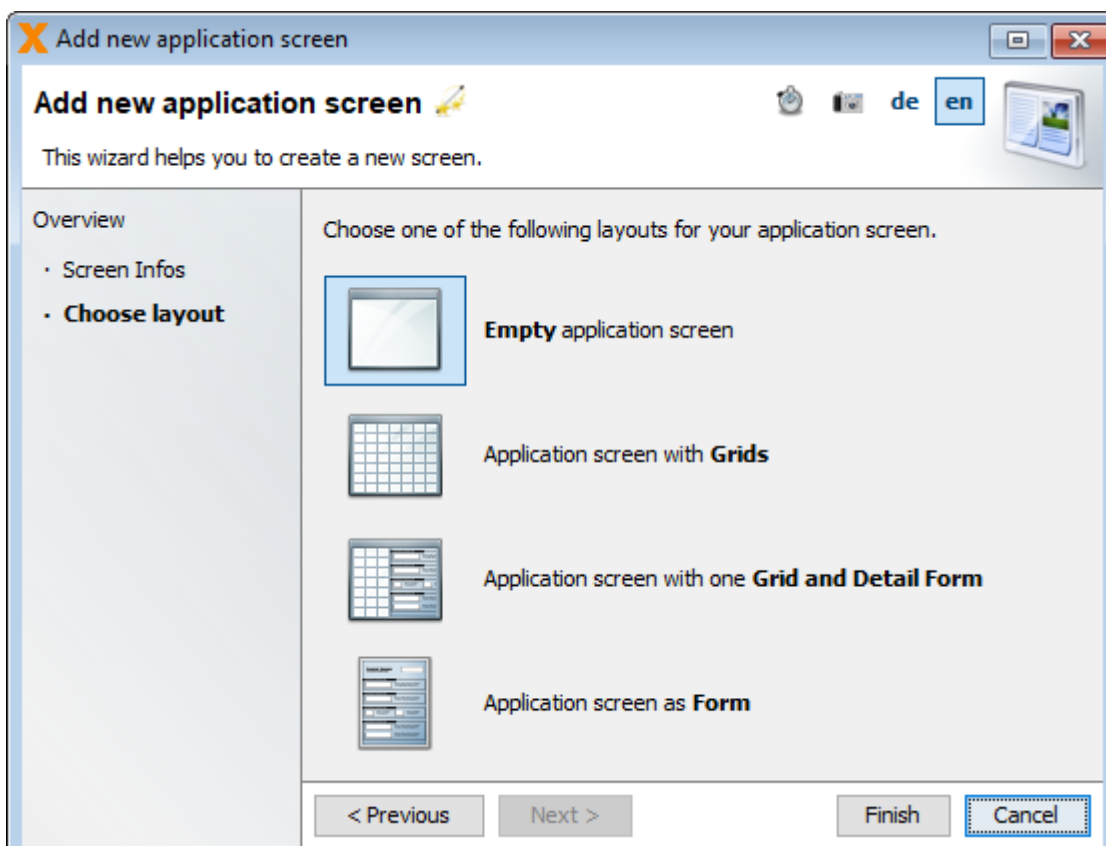 Add new application screen
Add new application screen
de
en
This wizard helps you to create a new screen.
Overview
· Screen Infos
· Choose layout
Choose one of the following layouts for your application screen.
Empty application screen
Application screen with Grids
Application screen with one Grid and Detail Form
Application screen as Form
< Previous
Next >
Finish
Cancel